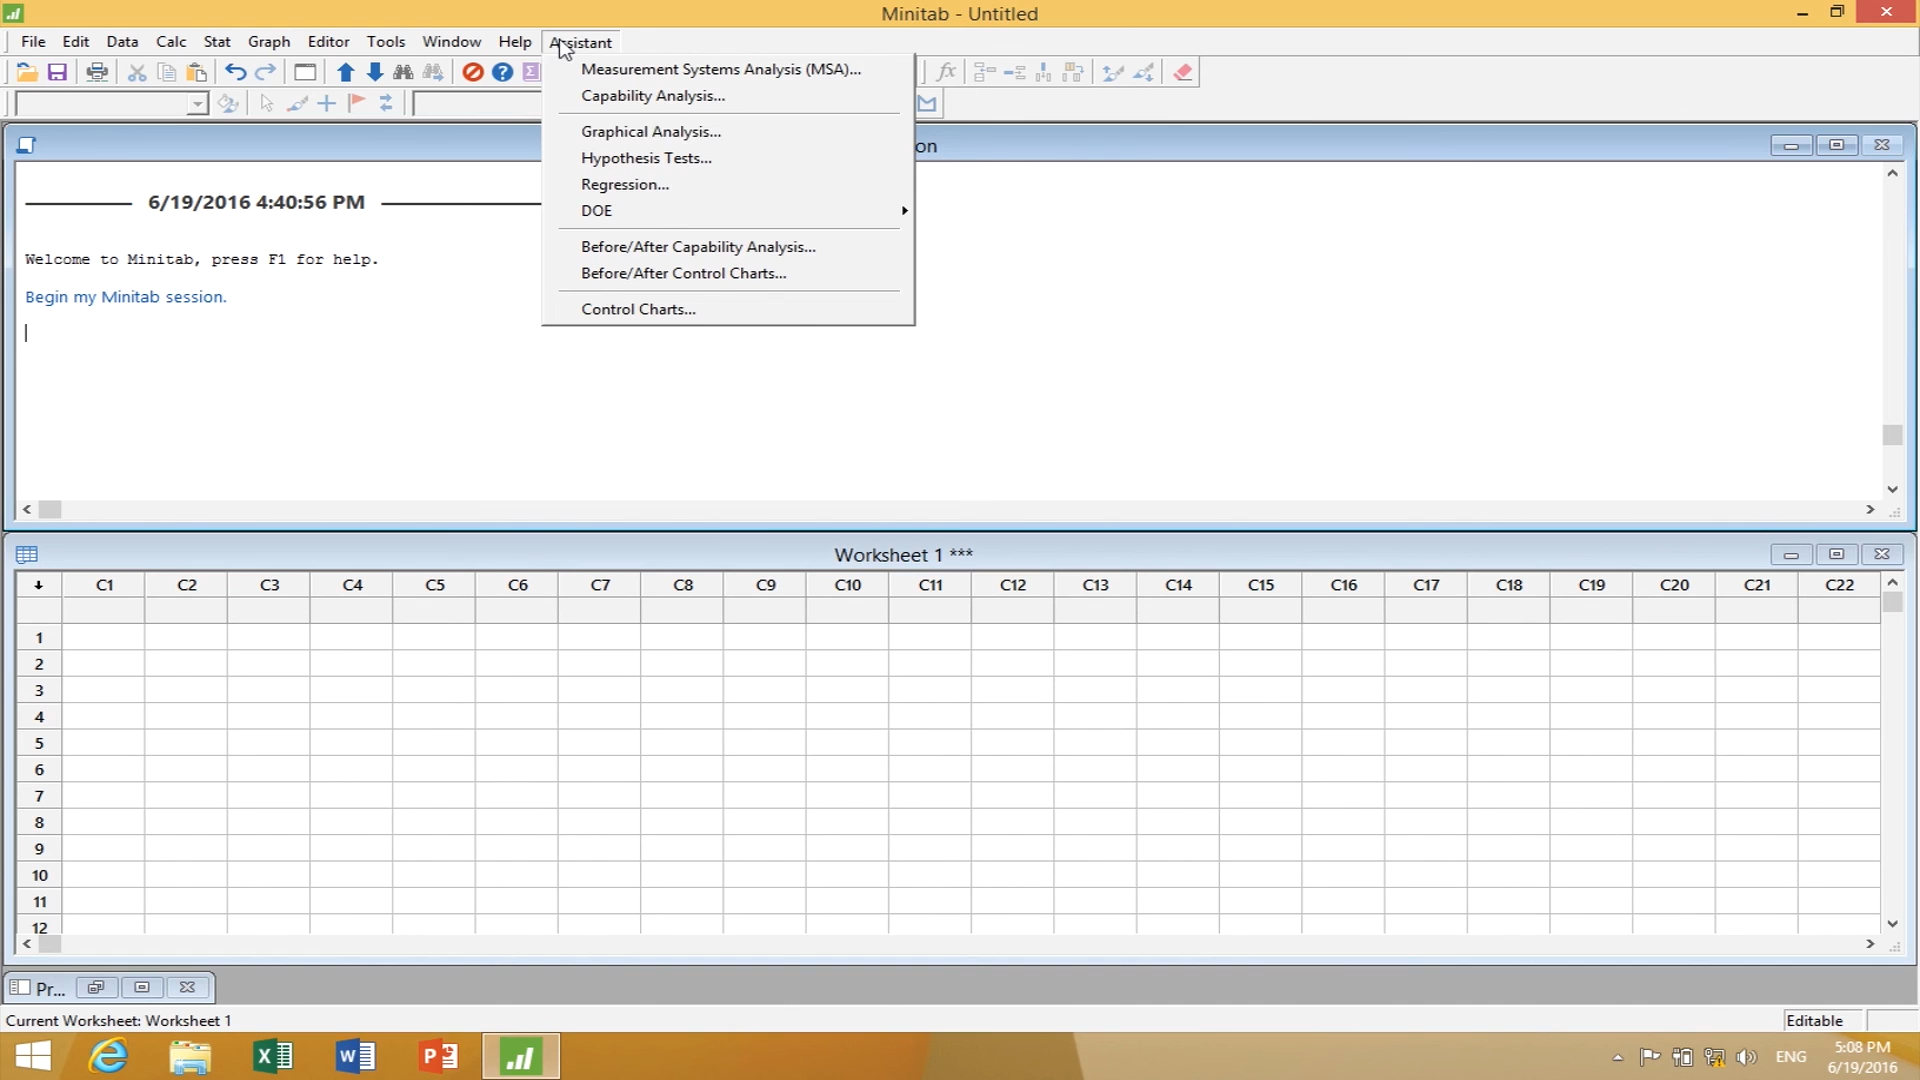 Minitab - Untitled
File Edit Data Calc Stat Graph Editor Tools Window Help Assistant
Measurement Systems Analysis (MSA)...
Capability Analysis...
Graphical Analysis...
Hypothesis Tests...
Regression...
DOE
Before/After Capability Analysis...
Before/After Control Charts...
Control Charts...
on
6/19/2016 4:40:56 PM
Welcome to Minitab, press F1 for help.
Begin my Minitab session.
Worksheet 1 ***
C1 C2 C3 C4 C5 C6 C7 C8 C9 C10 C11 C12 C13 C14 C15 C16 C17 C18 C19 C20 C21 C22
1
2
3
4
5
6
7
8
9
10
11
12
Pr...
Current Worksheet: Worksheet 1
Editable
ENG
5:08 PM
6/19/2016